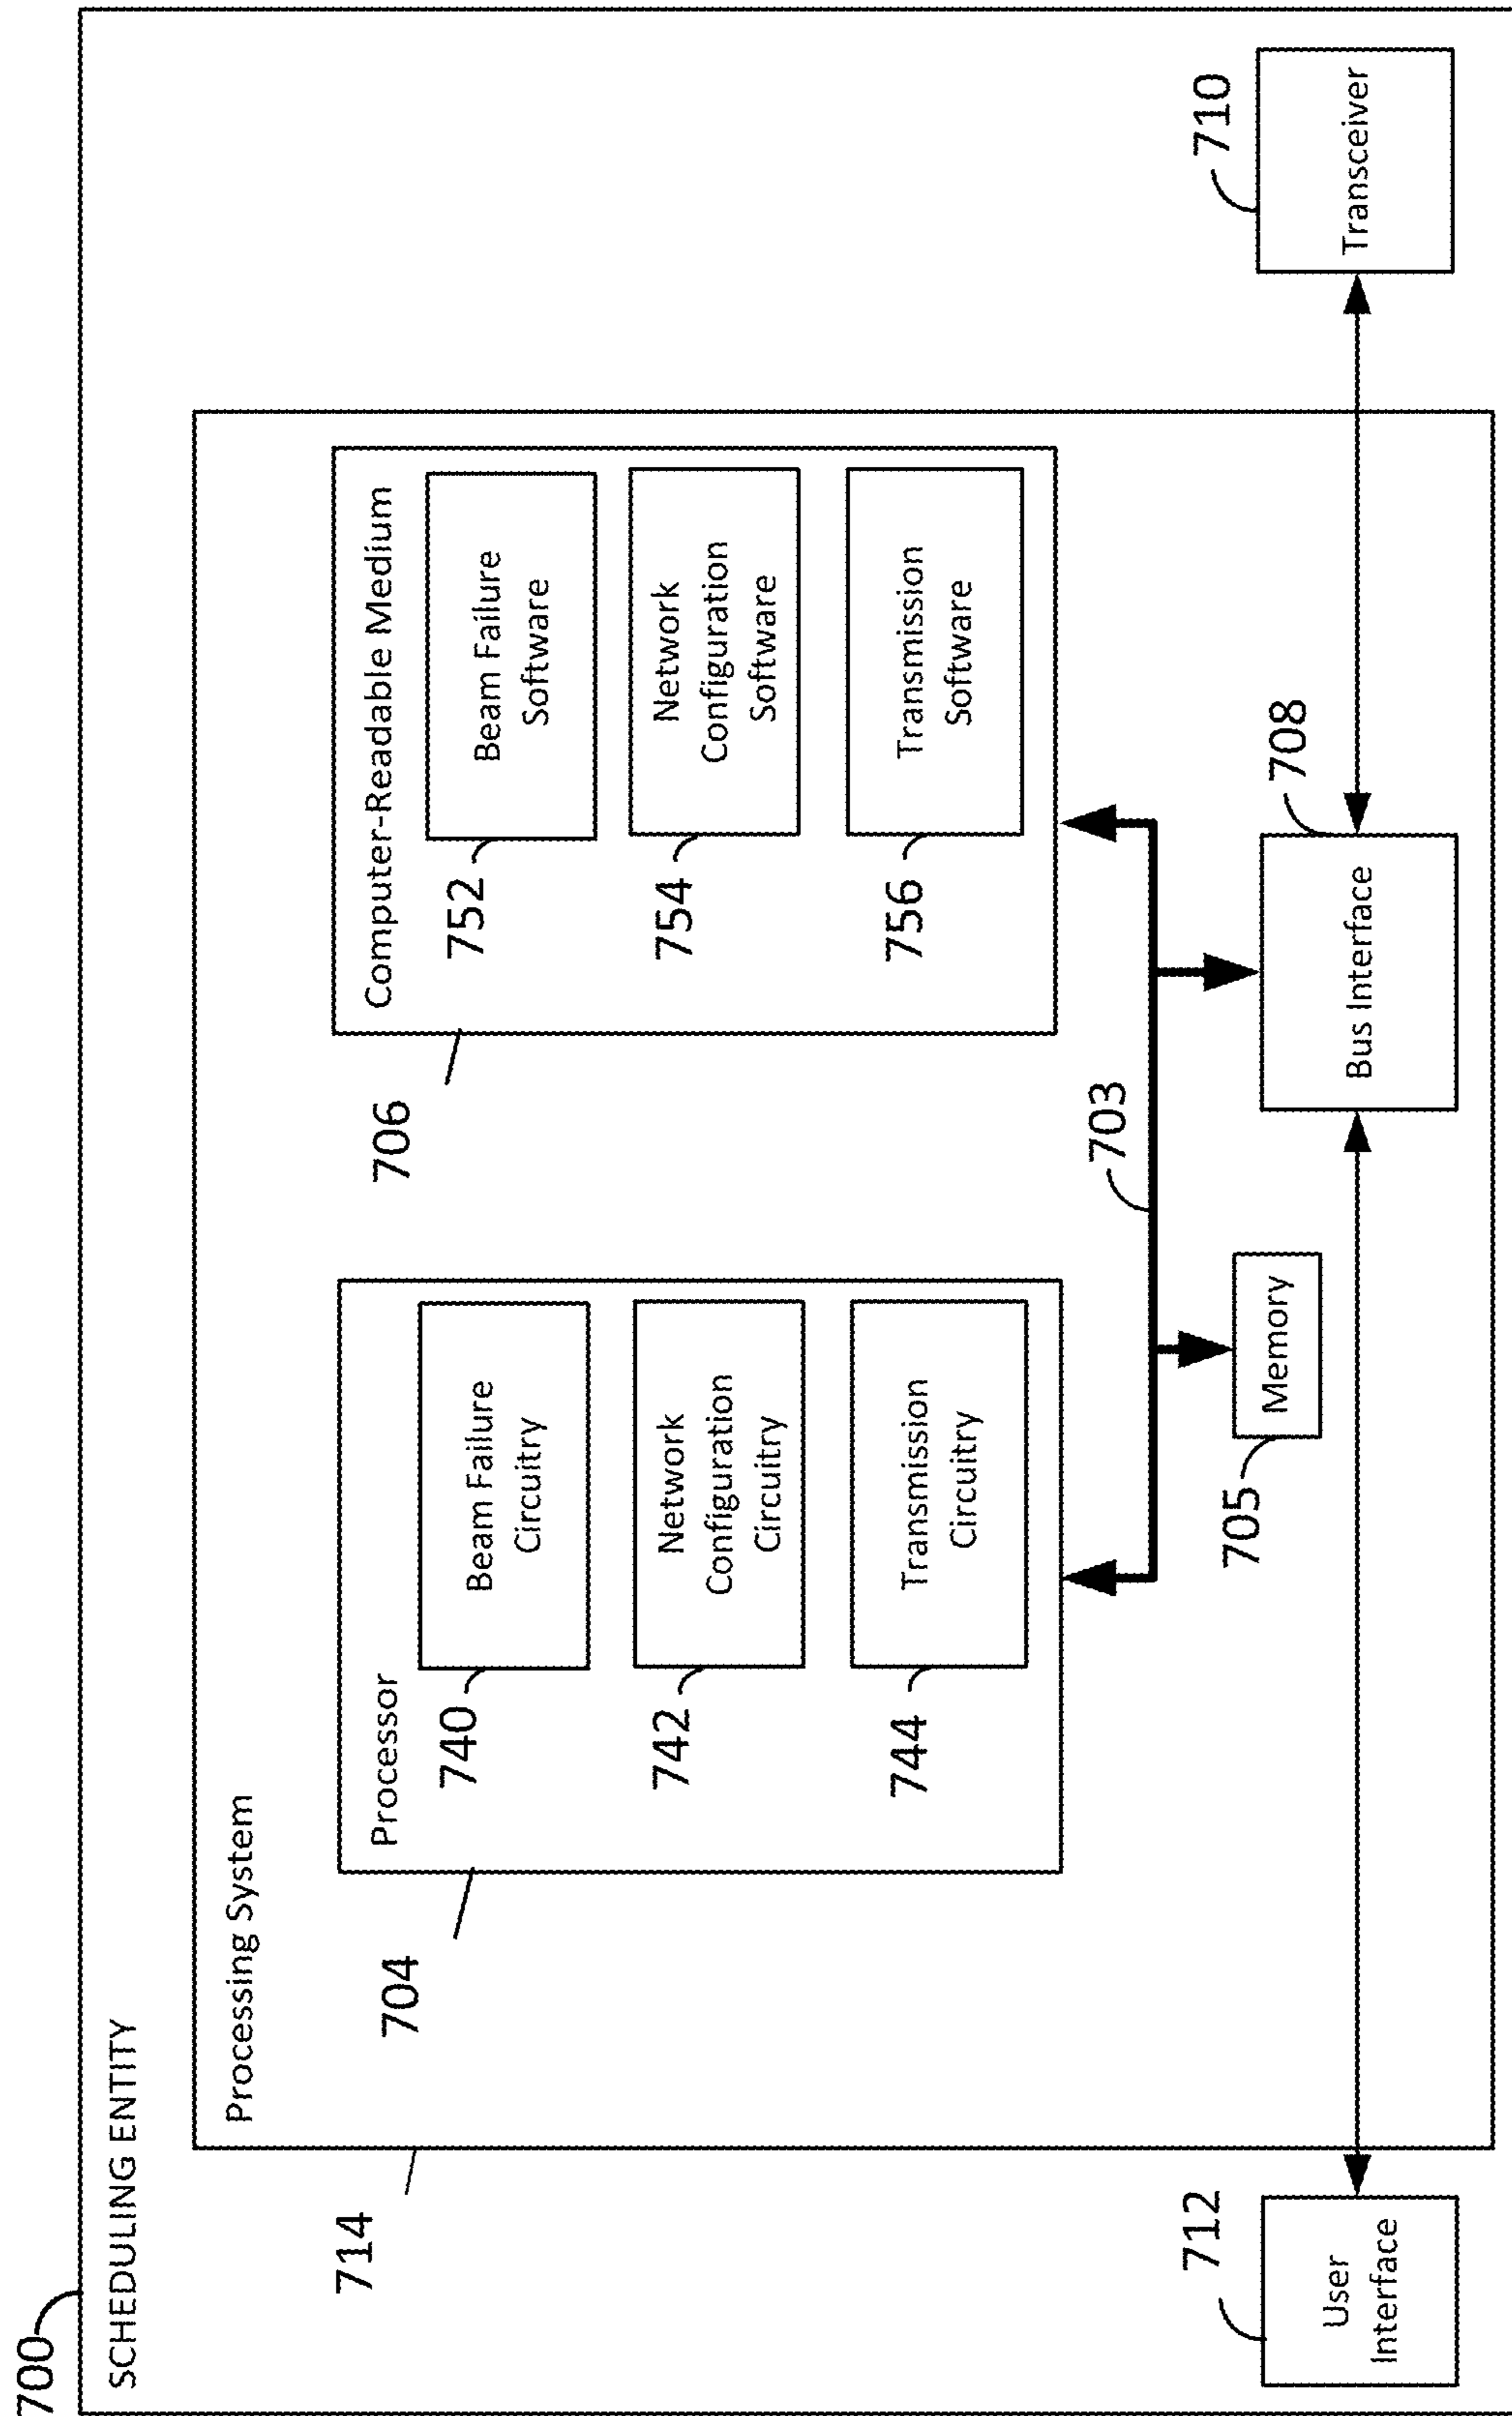 700
SCHEDULING ENTITY
714
Processing System
704
Processor
740
Beam Failure
Circuitry
742
Network
Configuration
Circuitry
744
Transmission
Circuitry
706
Computer-Readable Medium
752
Beam Failure
Software
754
Network
Configuration
Software
756
Transmission
Software
703
705
Memory
708
Bus Interface
712
User
Interface
710
Transceiver